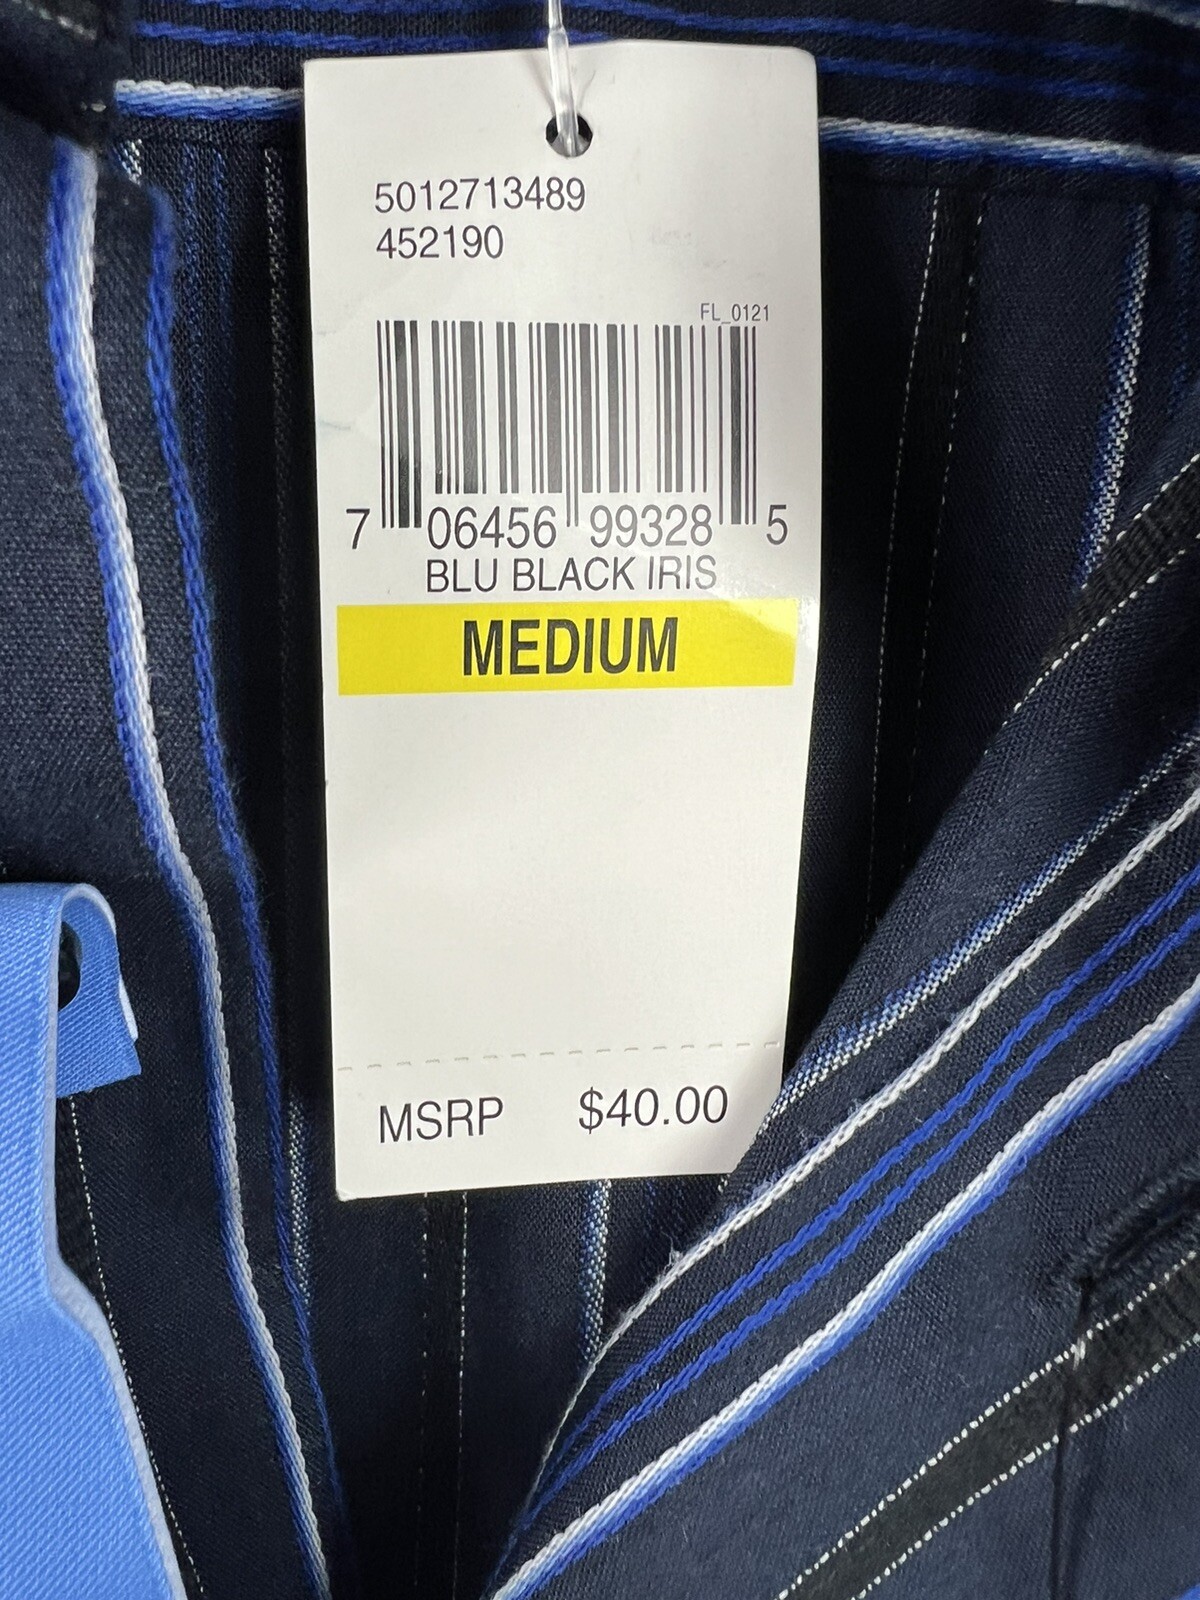 5012713489
452190
FL_0121
7 06456 99328 5
BLU BLACK IRIS
MEDIUM
MSRP $40.00